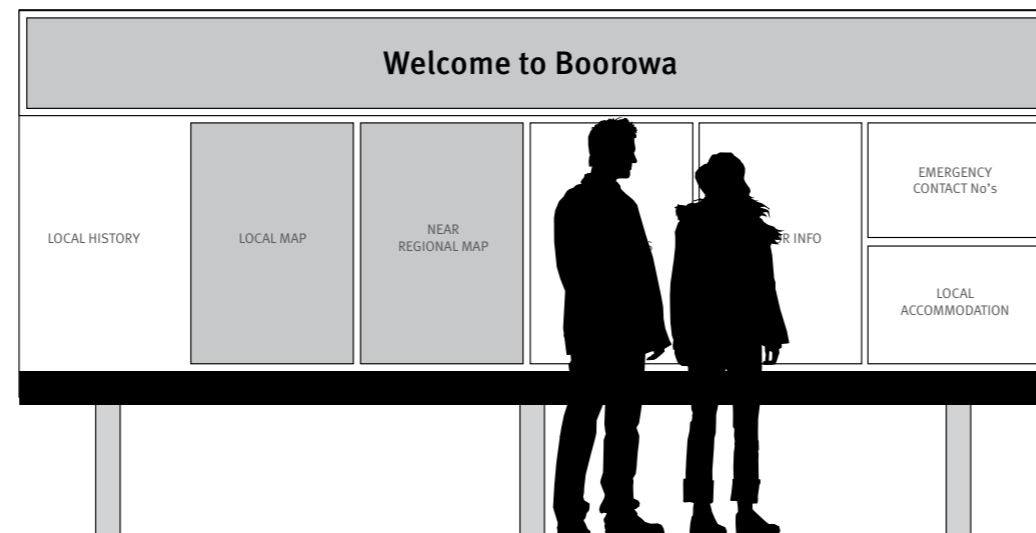 Welcome to Boorowa
LOCAL HISTORY
LOCAL MAP
NEAR
REGIONAL MAP
INFO
EMERGENCY
CONTACT No's
LOCAL
ACCOMMODATION